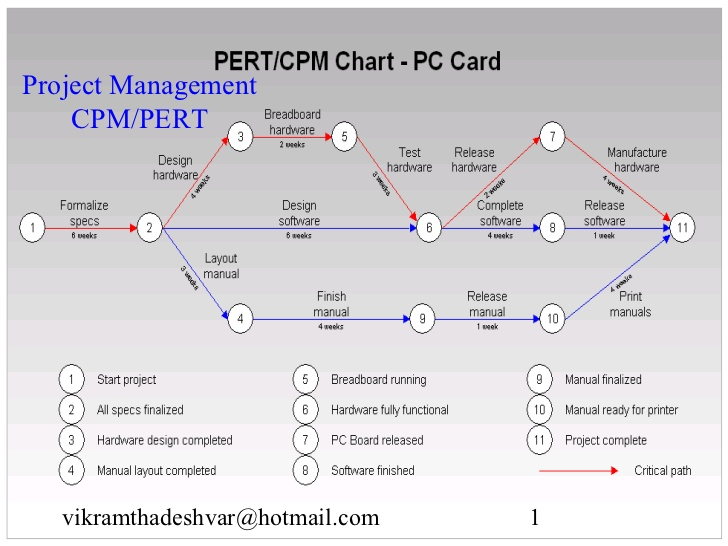 PERT/CPM Chart - PC Card
Project Management
CPM/PERT
Breadboard
hardware
2 weeks
3
5
7
Design
hardware
4 weeks
Test
hardware
3 weeks
Release
hardware
2 weeks
Manufacture
hardware
4 weeks
Formalize
specs
6 weeks
Design
software
6 weeks
Complete
software
4 weeks
Release
software
1 week
1
2
6
8
11
Layout
manual
3 weeks
Finish
manual
4 weeks
Release
manual
1 week
Print
manuals
4 weeks
4
9
10
1 Start project
2 All specs finalized
3 Hardware design completed
4 Manual layout completed
5 Breadboard running
6 Hardware fully functional
7 PC Board released
8 Software finished
9 Manual finalized
10 Manual ready for printer
11 Project complete
Critical path
vikramthadeshvar@hotmail.com
1